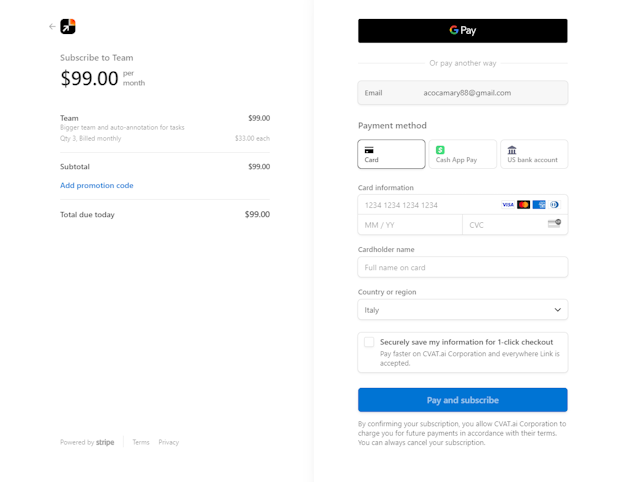 Subscribe to Team
$99.00 per month
Team $99.00
Bigger team and auto-annotation for tasks
Qty 3, Billed monthly $33.00 each
Subtotal $99.00
Add promotion code
Total due today $99.00
Powered by stripe Terms Privacy
G Pay
Or pay another way
Email acocamary88@gmail.com
Payment method
Card Cash App Pay US bank account
Card information
1234 1234 1234 1234 VISA
MM / YY CVC
Cardholder name
Full name on card
Country or region
Italy
Securely save my information for 1-click checkout
Pay faster on CVAT.ai Corporation and everywhere Link is
accepted.
Pay and subscribe
By confirming your subscription, you allow CVAT.ai Corporation to
charge you for future payments in accordance with their terms.
You can always cancel your subscription.